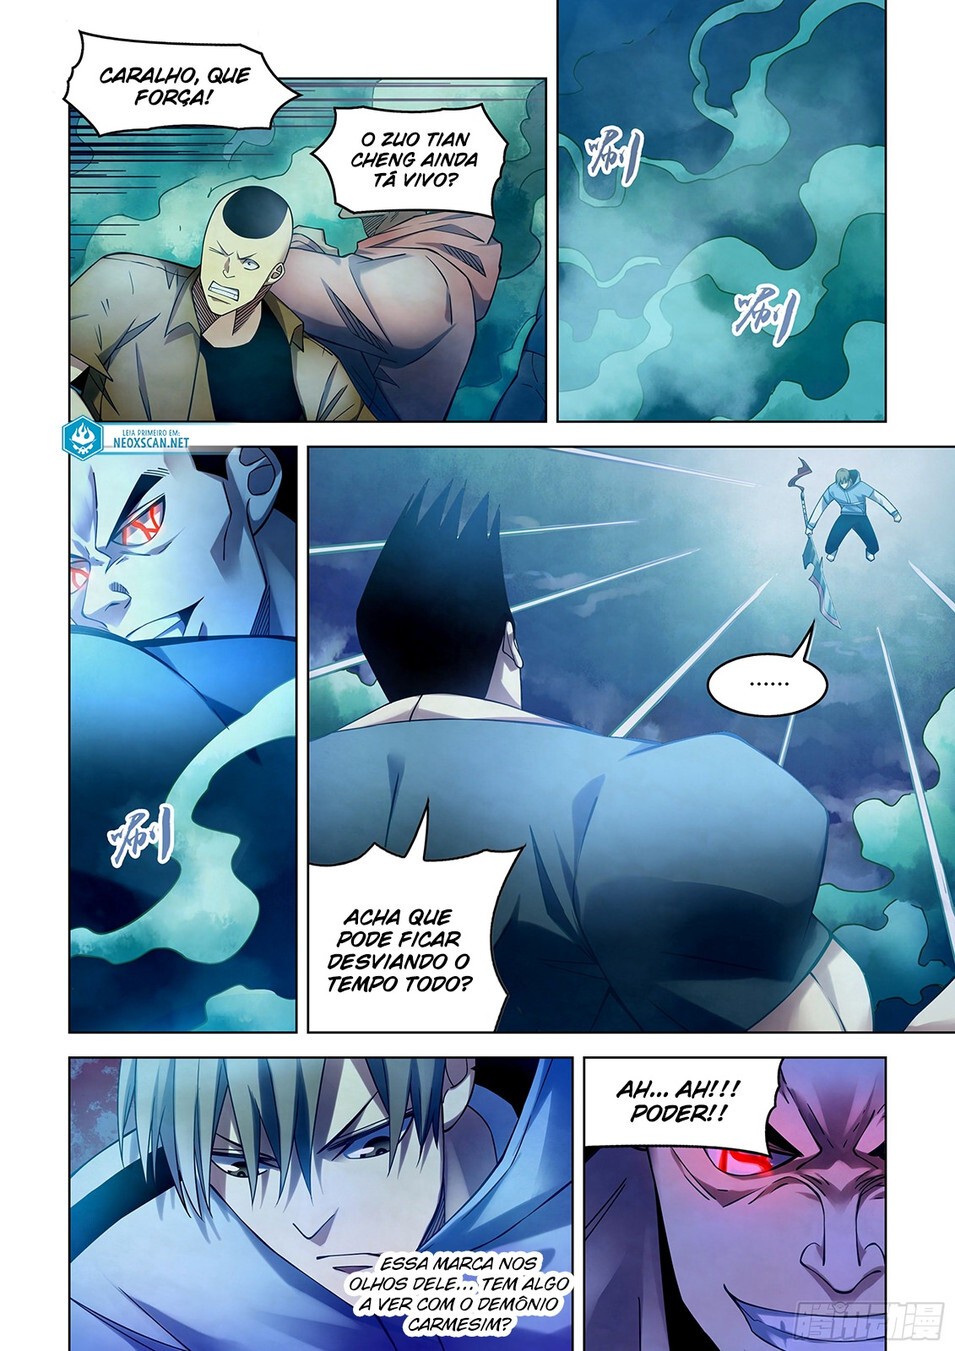 CARALHO, QUE
FORÇA!
O ZUO TIAN
CHENG AINDA
TÁ VIVO?
唰
唰
LEIA PRIMEIRO EM:
NEOXSCAN.NET
唰
......
ACHA QUE
PODE FICAR
DESVIANDO O
TEMPO TODO?
ESSA MARCA NOS
OLHOS DELE... TEM ALGO
A VER COM O DEMÔNIO
CARMESIM?
AH... AH!!!
PODER!!
腾讯动漫